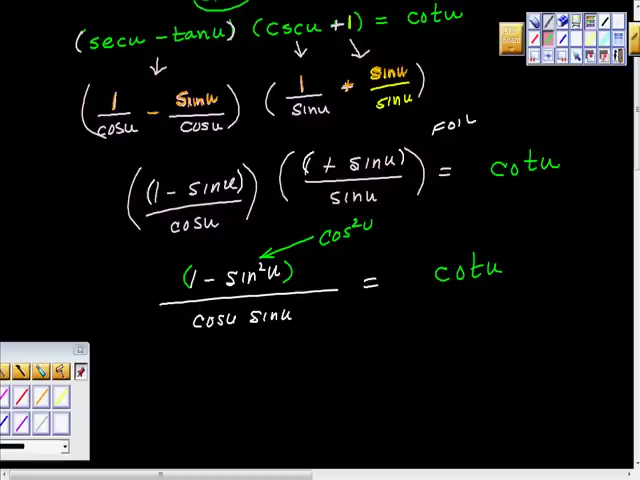 (secu - tanu) (cscu + 1) = cotu
(1/cosu - sinu/cosu) (1/sinu + sinu/sinu)
FOIL
((1 - sinu)/cosu) ((1 + sinu)/sinu) = cotu
cos²u
(1 - sin²u)/cosu sinu = cotu